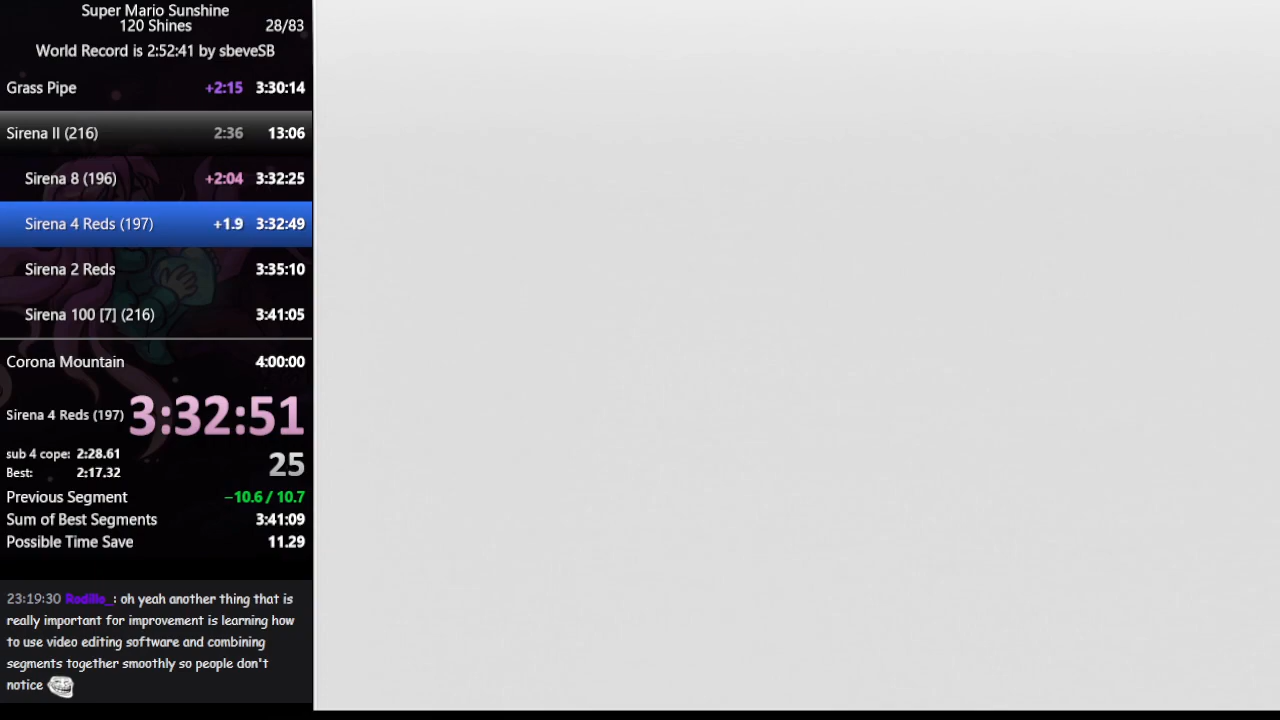 Super Mario Sunshine
120 Shines 28/83
World Record is 2:52:41 by sbeveSB
Grass Pipe +2:15 3:30:14
Sirena II (216) 2:36 13:06
Sirena 8 (196) +2:04 3:32:25
Sirena 4 Reds (197) +1.9 3:32:49
Sirena 2 Reds 3:35:10
Sirena 100 [7] (216) 3:41:05
Corona Mountain 4:00:00
Sirena 4 Reds (197) 3:32:51
sub 4 cope: 2:28.61
Best: 2:17.32
25
Previous Segment −10.6 / 10.7
Sum of Best Segments 3:41:09
Possible Time Save 11.29
23:19:30 Rodillo_: oh yeah another thing that is
really important for improvement is learning how
to use video editing software and combining
segments together smoothly so people don't
notice